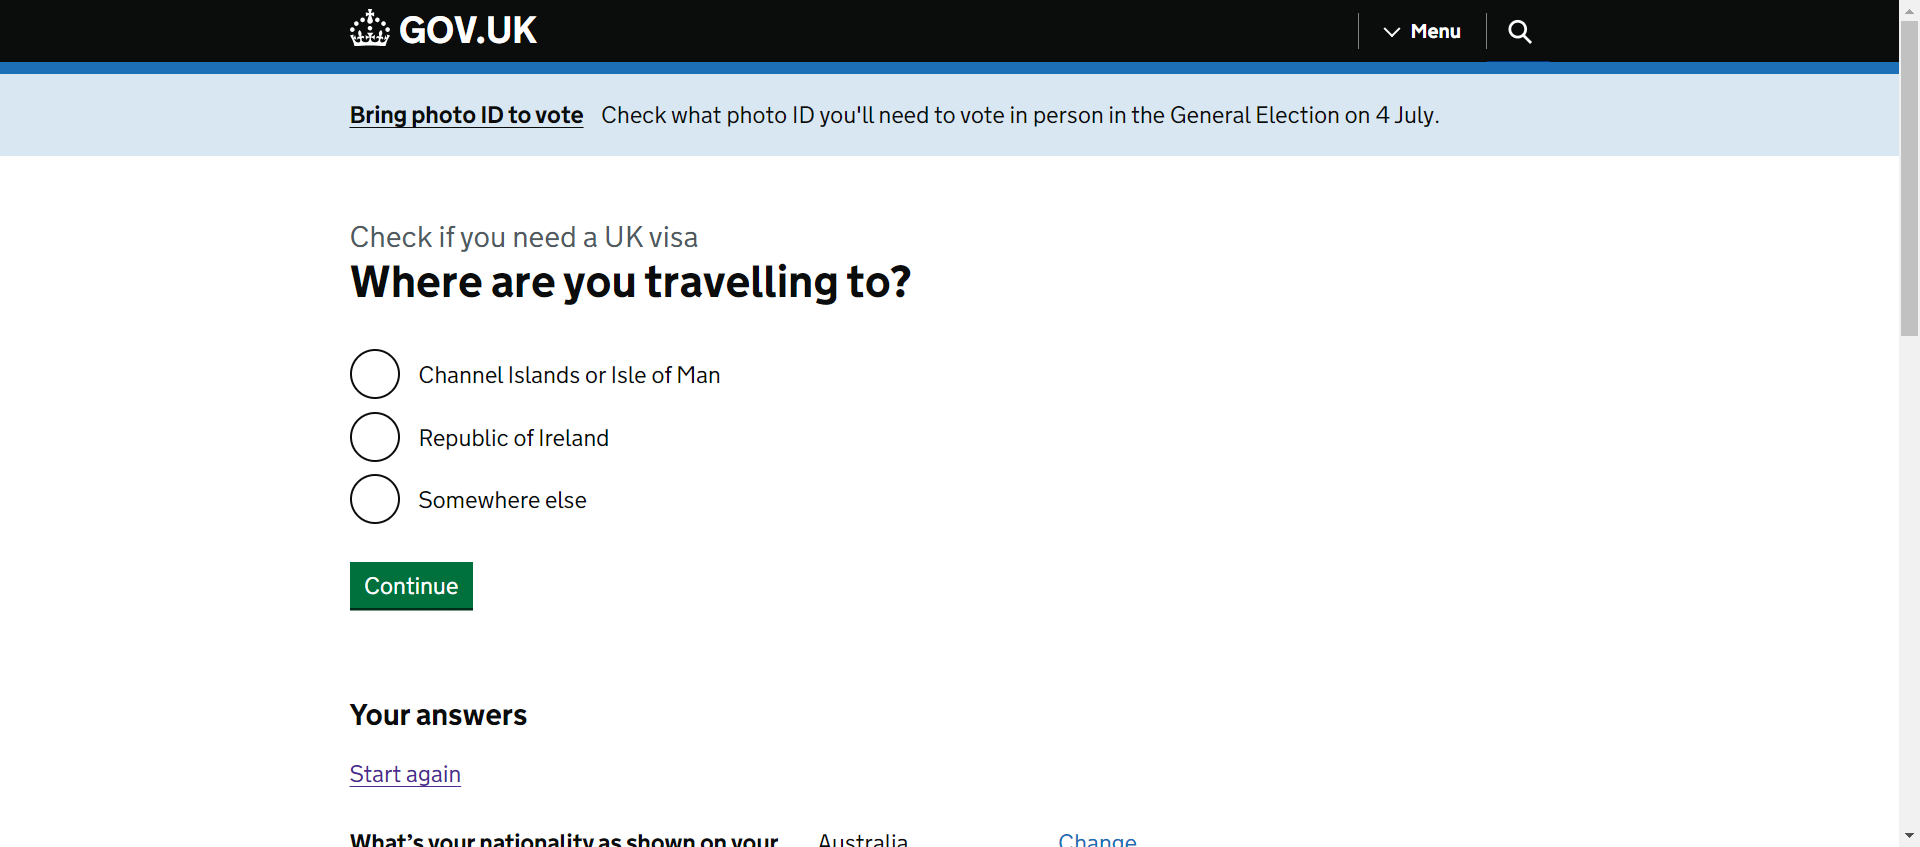 GOV.UK
Menu
Bring photo ID to vote Check what photo ID you'll need to vote in person in the General Election on 4 July.
Check if you need a UK visa
Where are you travelling to?
Channel Islands or Isle of Man
Republic of Ireland
Somewhere else
Continue
Your answers
Start again
What’s your nationality as shown on your Australia Change